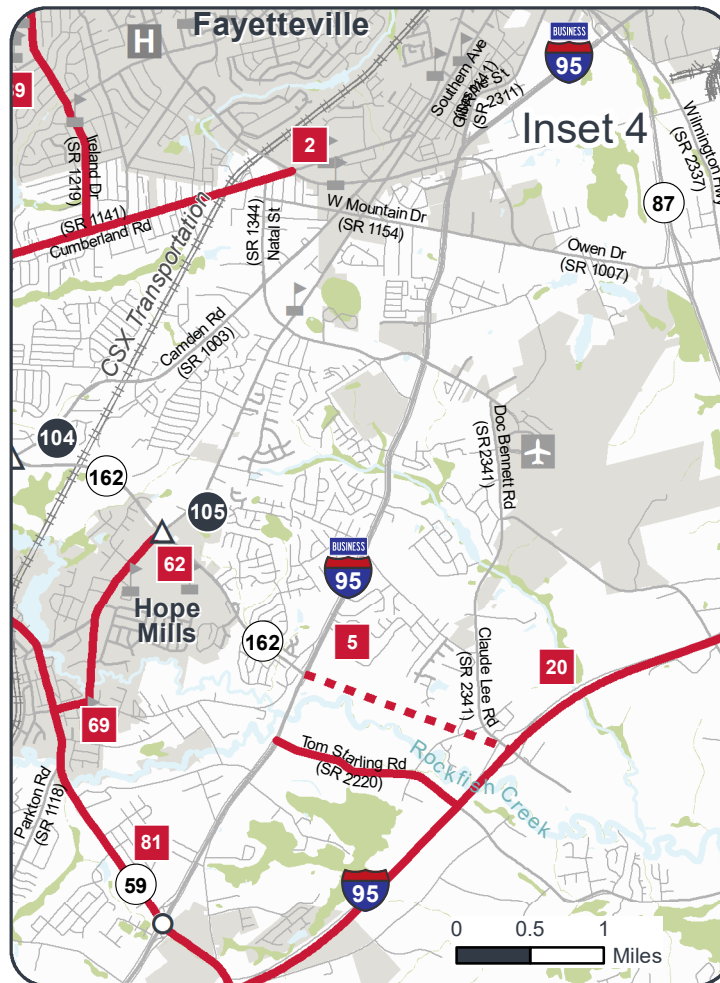 Fayetteville
H
BUSINESS
95
Southern Ave
(SR 2311)
Inset 4
Wilmington Hwy
(SR 2337)
9
Ireland Dr
(SR 1219)
2
87
(SR 1141)
Cumberland Rd
(SR 1344)
Natal St
W Mountain Dr
(SR 1154)
Owen Dr
(SR 1007)
CSX Transportation
Camden Rd
(SR 1003)
104
162
105
Doc Bennett Rd
(SR2341)
62
BUSINESS
95
Hope
Mills
162
5
Claude Lee Rd
(SR 2341)
20
69
Tom Starling Rd
(SR 2220)
Rockfish Creek
Parkton Rd
(SR 1118)
81
59
95
0 0.5 1
Miles